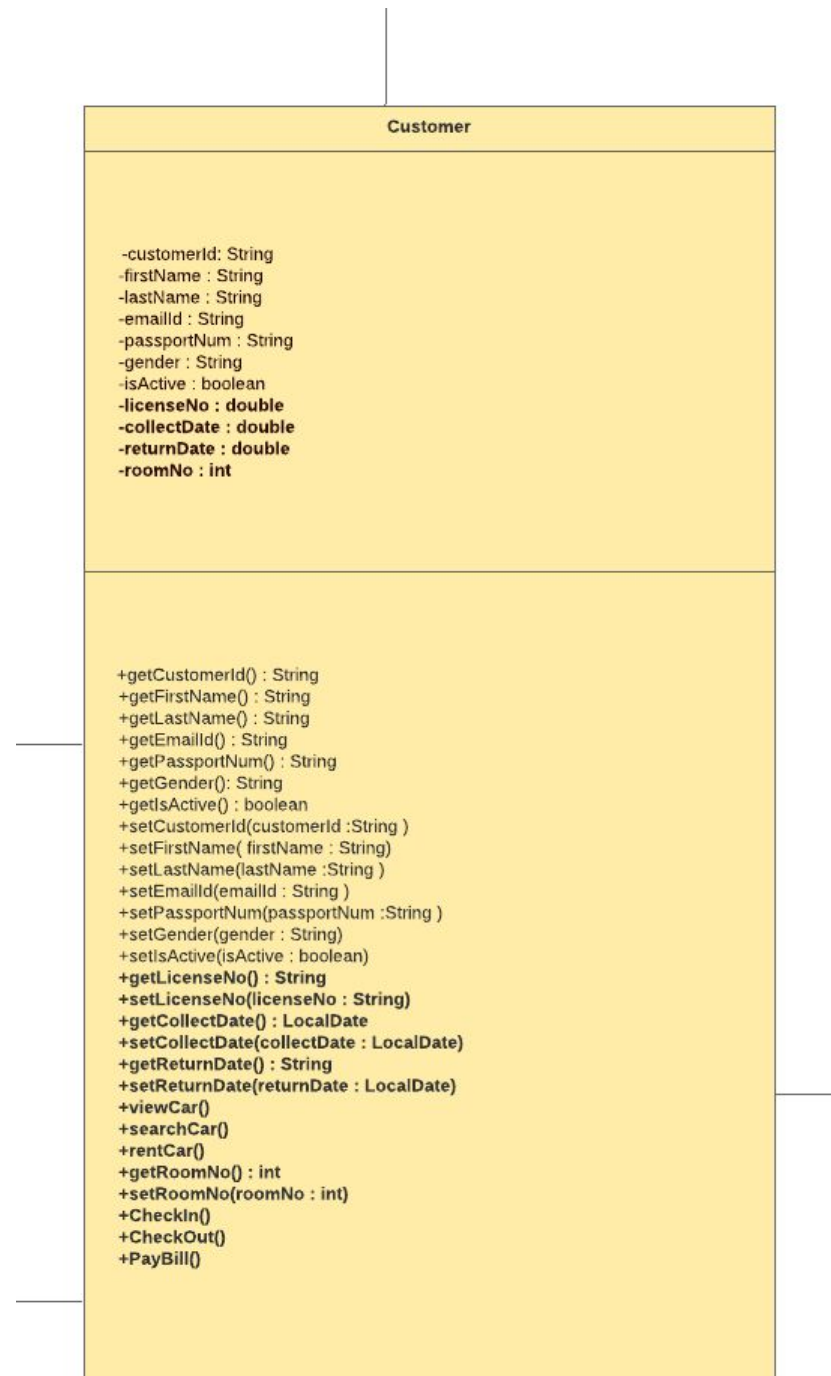 Customer
-customerId: String
-firstName : String
-lastName : String
-emailId : String
-passportNum : String
-gender : String
-isActive : boolean
-licenseNo : double
-collectDate : double
-returnDate : double
-roomNo : int
+getCustomerId() : String
+getFirstName() : String
+getLastName() : String
+getEmailId() : String
+getPassportNum() : String
+getGender(): String
+getIsActive() : boolean
+setCustomerId(customerId :String )
+setFirstName( firstName : String)
+setLastName(lastName :String )
+setEmailId(emailId : String )
+setPassportNum(passportNum :String )
+setGender(gender : String)
+setIsActive(isActive : boolean)
+getLicenseNo() : String
+setLicenseNo(licenseNo : String)
+getCollectDate() : LocalDate
+setCollectDate(collectDate : LocalDate)
+getReturnDate() : String
+setReturnDate(returnDate : LocalDate)
+viewCar()
+searchCar()
+rentCar()
+getRoomNo() : int
+setRoomNo(roomNo : int)
+CheckIn()
+CheckOut()
+PayBill()